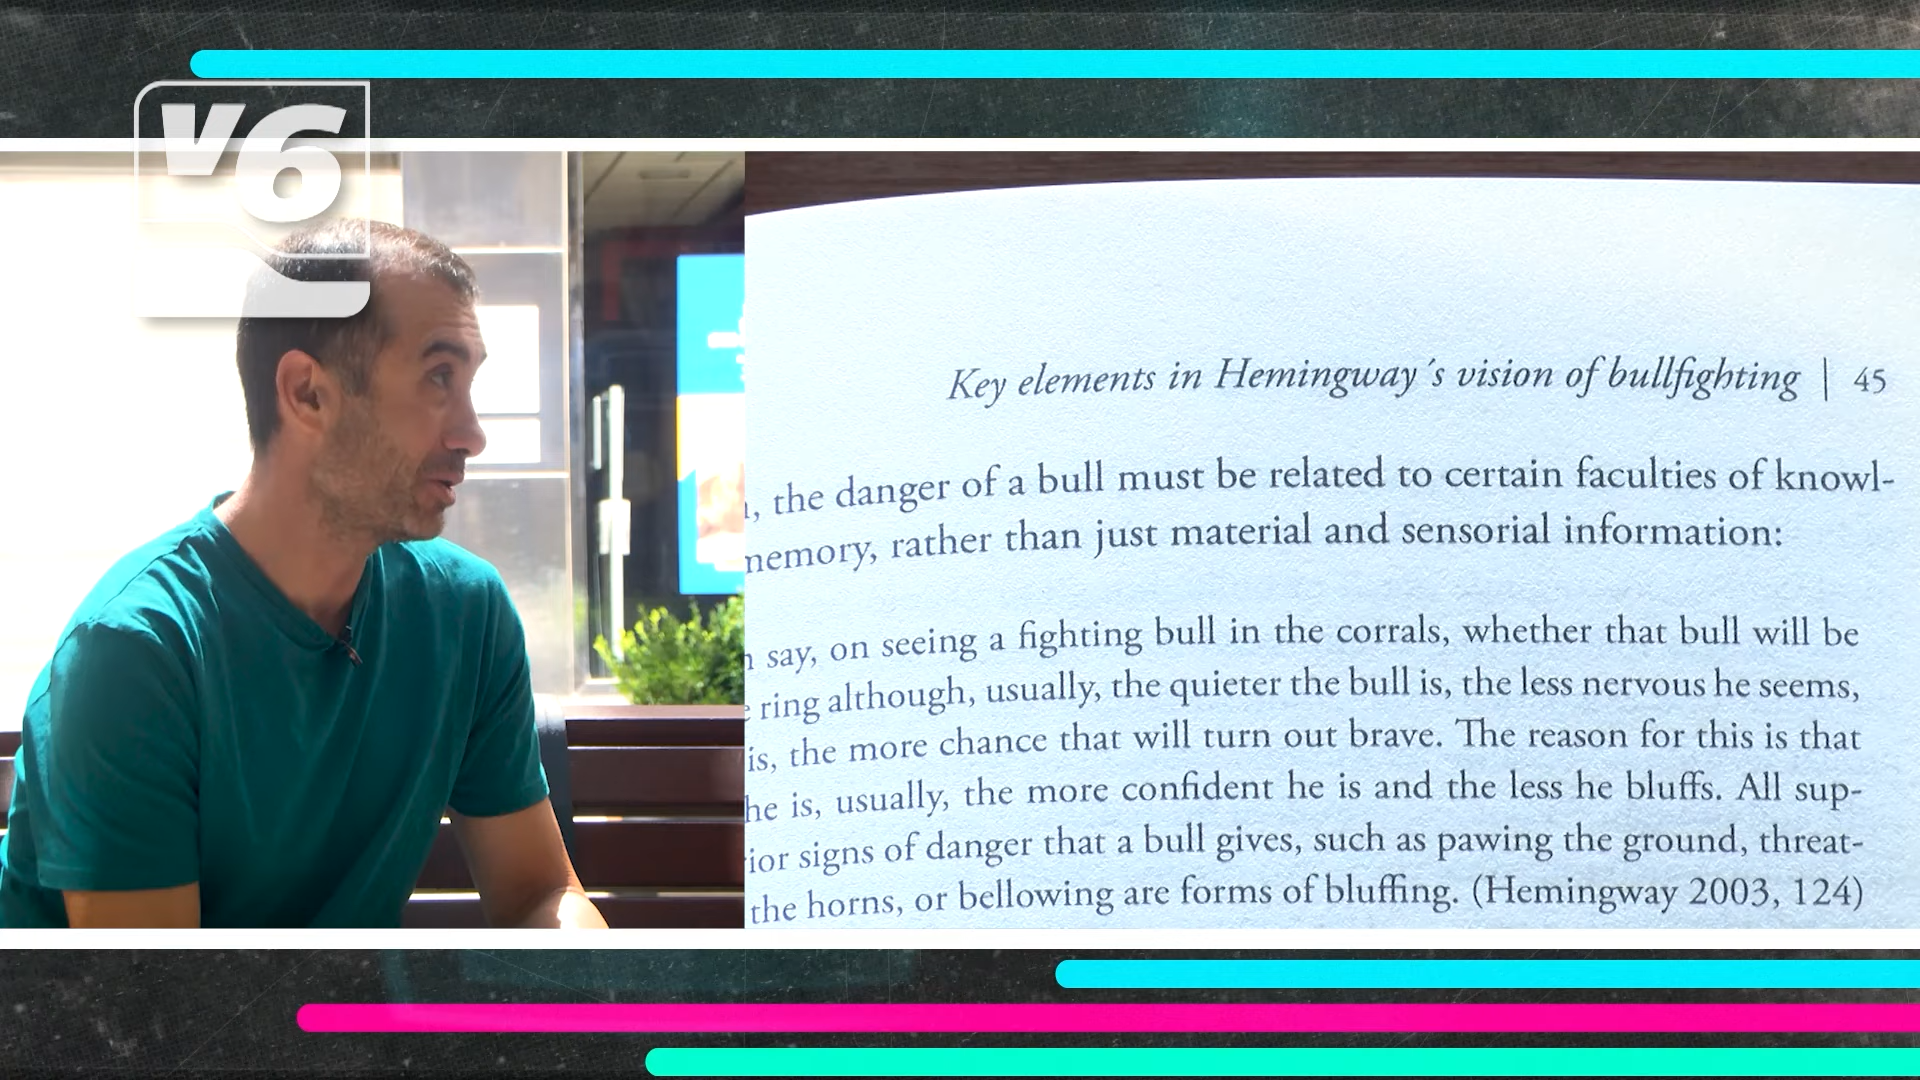 V6
Key elements in Hemingway´s vision of bullfighting | 45
, the danger of a bull must be related to certain faculties of knowl-
memory, rather than just material and sensorial information:
say, on seeing a fighting bull in the corrals, whether that bull will be
ring although, usually, the quieter the bull is, the less nervous he seems,
is, the more chance that will turn out brave. The reason for this is that
he is, usually, the more confident he is and the less he bluffs. All sup-
ior signs of danger that a bull gives, such as pawing the ground, threat-
the horns, or bellowing are forms of bluffing. (Hemingway 2003, 124)